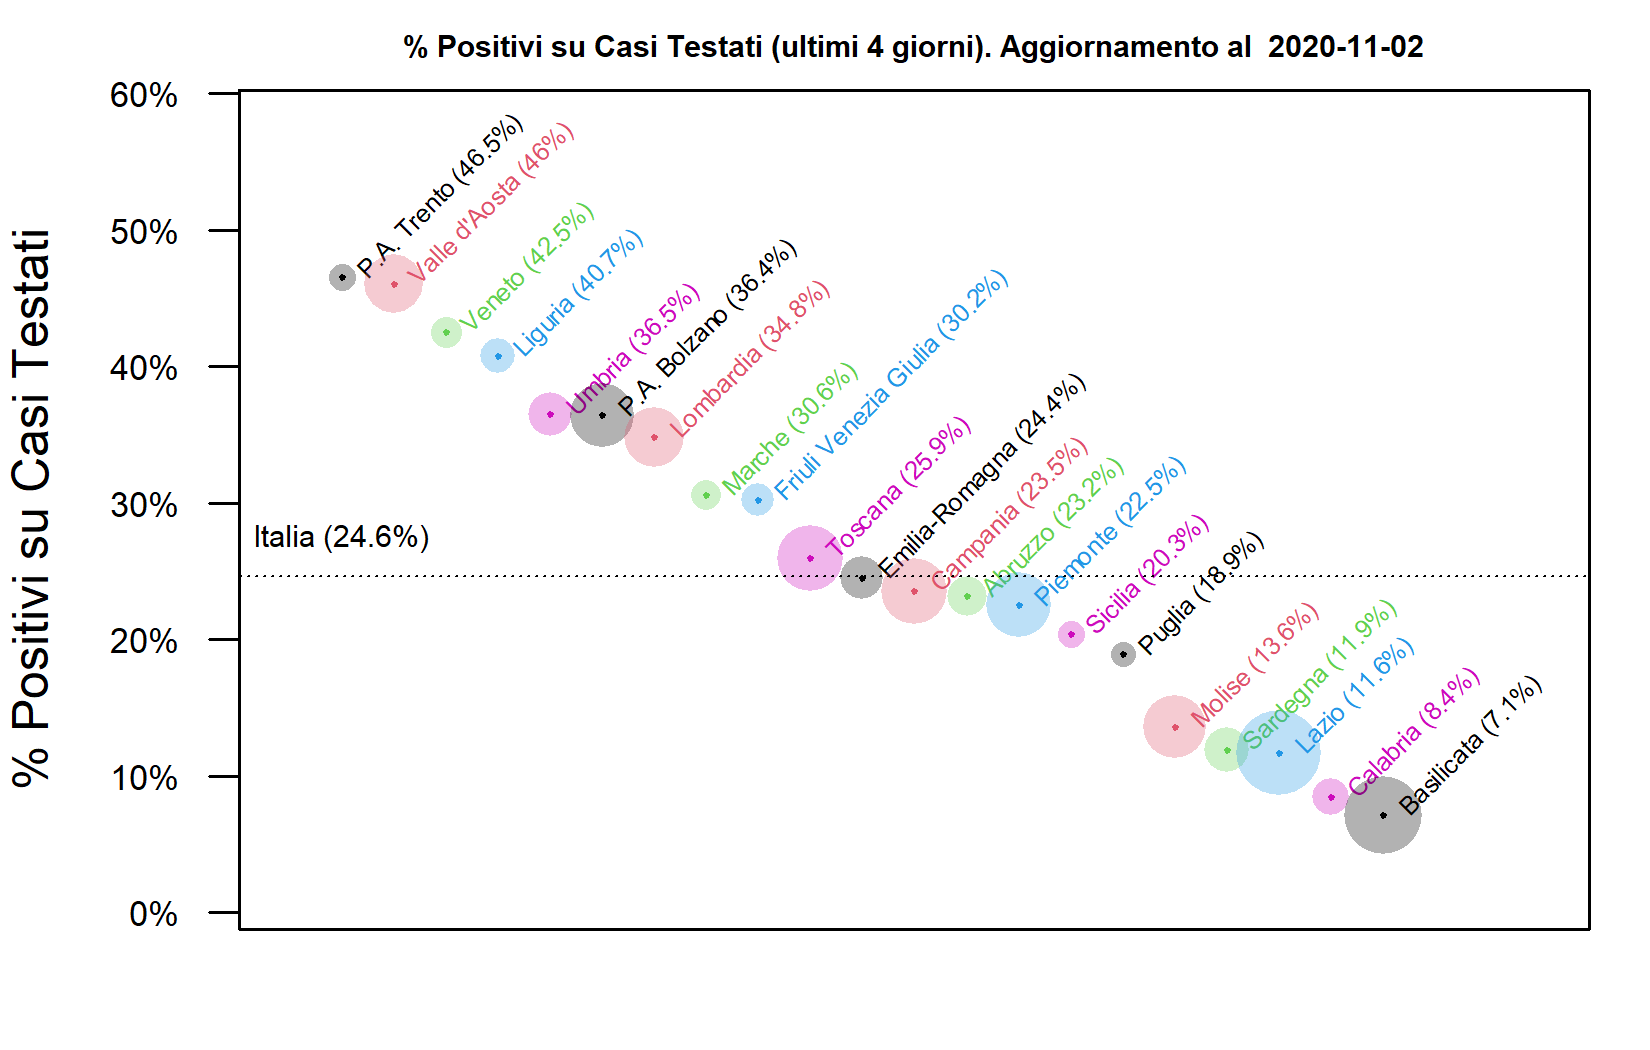 % Positivi su Casi Testati (ultimi 4 giorni). Aggiornamento al  2020-11-02
% Positivi su Casi Testati
60%
50%
40%
30%
20%
10%
0%
Italia (24.6%)
P.A. Trento (46.5%)
Valle d'Aosta (46%)
Veneto (42.5%)
Liguria (40.7%)
Umbria (36.5%)
P.A. Bolzano (36.4%)
Lombardia (34.8%)
Marche (30.6%)
Friuli Venezia Giulia (30.2%)
Toscana (25.9%)
Emilia-Romagna (24.4%)
Campania (23.5%)
Abruzzo (23.2%)
Piemonte (22.5%)
Sicilia (20.3%)
Puglia (18.9%)
Molise (13.6%)
Sardegna (11.9%)
Lazio (11.6%)
Calabria (8.4%)
Basilicata (7.1%)